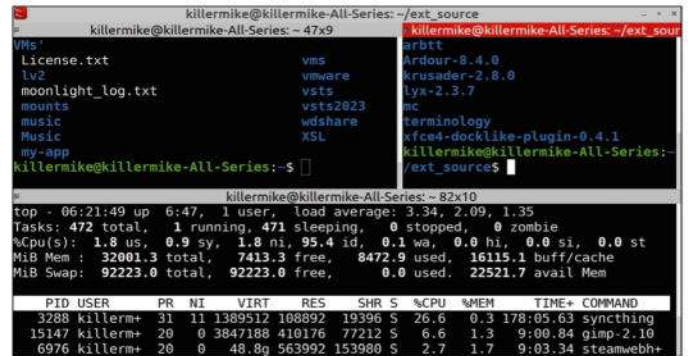 killermike@killermike-All-Series: ~/ext_source
killermike@killermike-All-Series: ~ 47x9
VMs'
License.txt vms
lv2 vmware
moonlight_log.txt vsts
mounts vsts2023
music wdshare
Music XSL
my-app
killermike@killermike-All-Series:~$
killermike@killermike-All-Series: ~/ext_sour
arbtt
Ardour-8.4.0
krusader-2.8.0
lyx-2.3.7
mc
terminology
xfce4-docklike-plugin-0.4.1
killermike@killermike-All-Series:~
/ext_source$
killermike@killermike-All-Series: ~ 82x10
top - 06:21:49 up 6:47, 1 user, load average: 3.34, 2.09, 1.35
Tasks: 472 total, 1 running, 471 sleeping, 0 stopped, 0 zombie
%Cpu(s): 1.8 us, 0.9 sy, 1.8 ni, 95.4 id, 0.1 wa, 0.0 hi, 0.0 si, 0.0 st
MiB Mem : 32001.3 total, 7413.3 free, 8472.9 used, 16115.1 buff/cache
MiB Swap: 92223.0 total, 92223.0 free, 0.0 used. 22521.7 avail Mem
PID USER PR NI VIRT RES SHR S %CPU %MEM TIME+ COMMAND
3288 killerm+ 31 11 1389512 108892 19396 S 26.6 0.3 178:05.63 syncthing
15147 killerm+ 20 0 3847188 410176 77212 S 6.6 1.3 9:00.84 gimp-2.10
6976 killerm+ 20 0 48.8g 563992 153980 S 2.7 1.7 9:03.34 steamwebh+